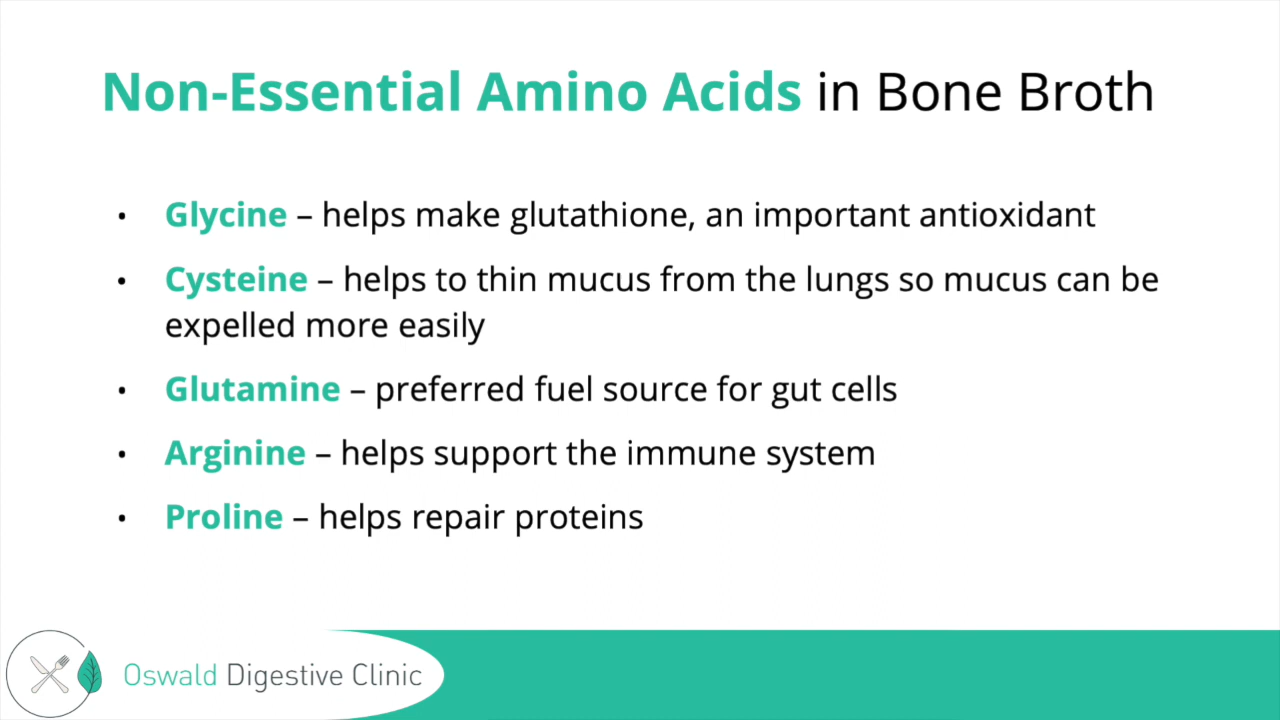 Non-Essential Amino Acids in Bone Broth
• Glycine – helps make glutathione, an important antioxidant
• Cysteine – helps to thin mucus from the lungs so mucus can be
expelled more easily
• Glutamine – preferred fuel source for gut cells
• Arginine – helps support the immune system
• Proline – helps repair proteins
Oswald Digestive Clinic